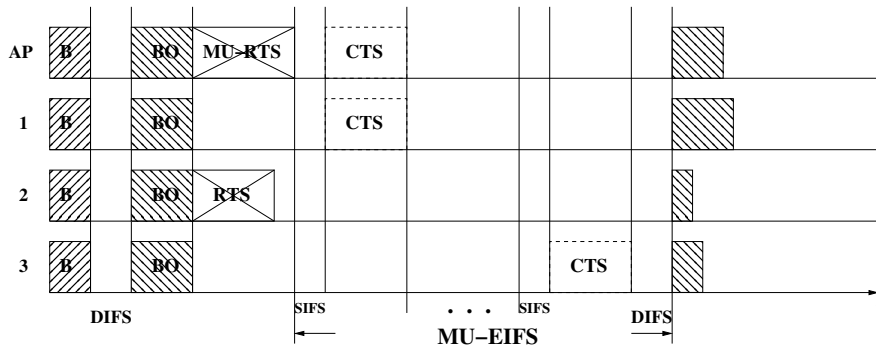 AP B BO MU-RTS CTS
1 B BO CTS
2 B BO RTS
3 B BO CTS
DIFS SIFS . . . SIFS DIFS
MU-EIFS